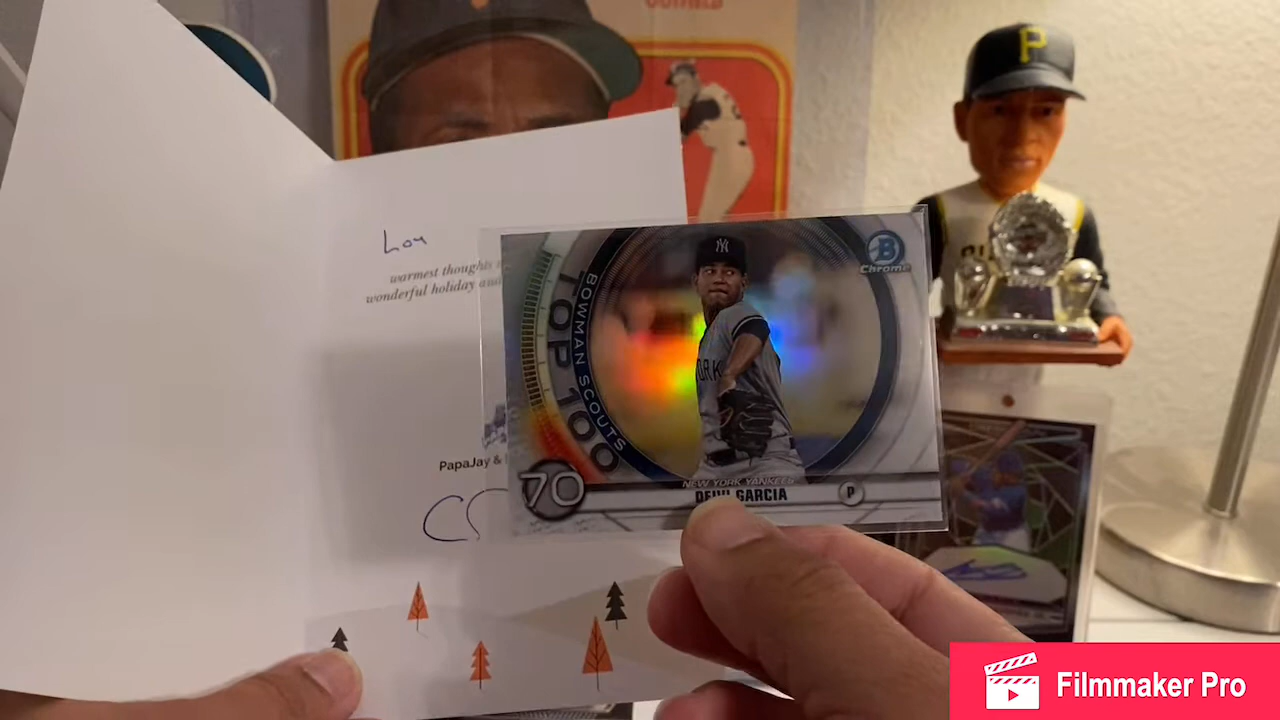 P
Lou
warmest thoughts
wonderful holiday
PapaJay &
TOP 100
BOWMAN SCOUTS
B
Chrome
NY
70
NEW YORK YANKEES
DEIVI GARCIA
P
Filmmaker Pro